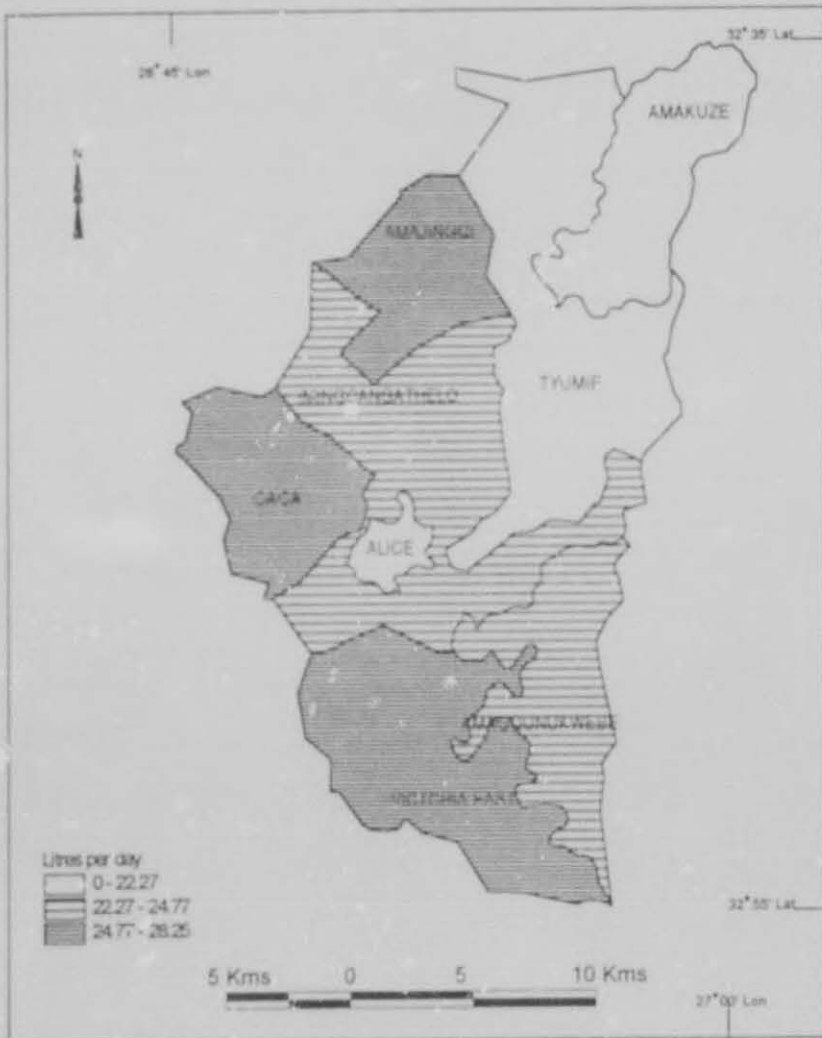 32° 35' Lat
26° 45' Lon
N
AMAKUZE
TYUMIE
GAGA
ALICE
Litres per day
0 - 22.27
22.27 - 24.77
24.77 - 28.25
32° 55' Lat
5 Kms 0 5 10 Kms
27° 00' Lon